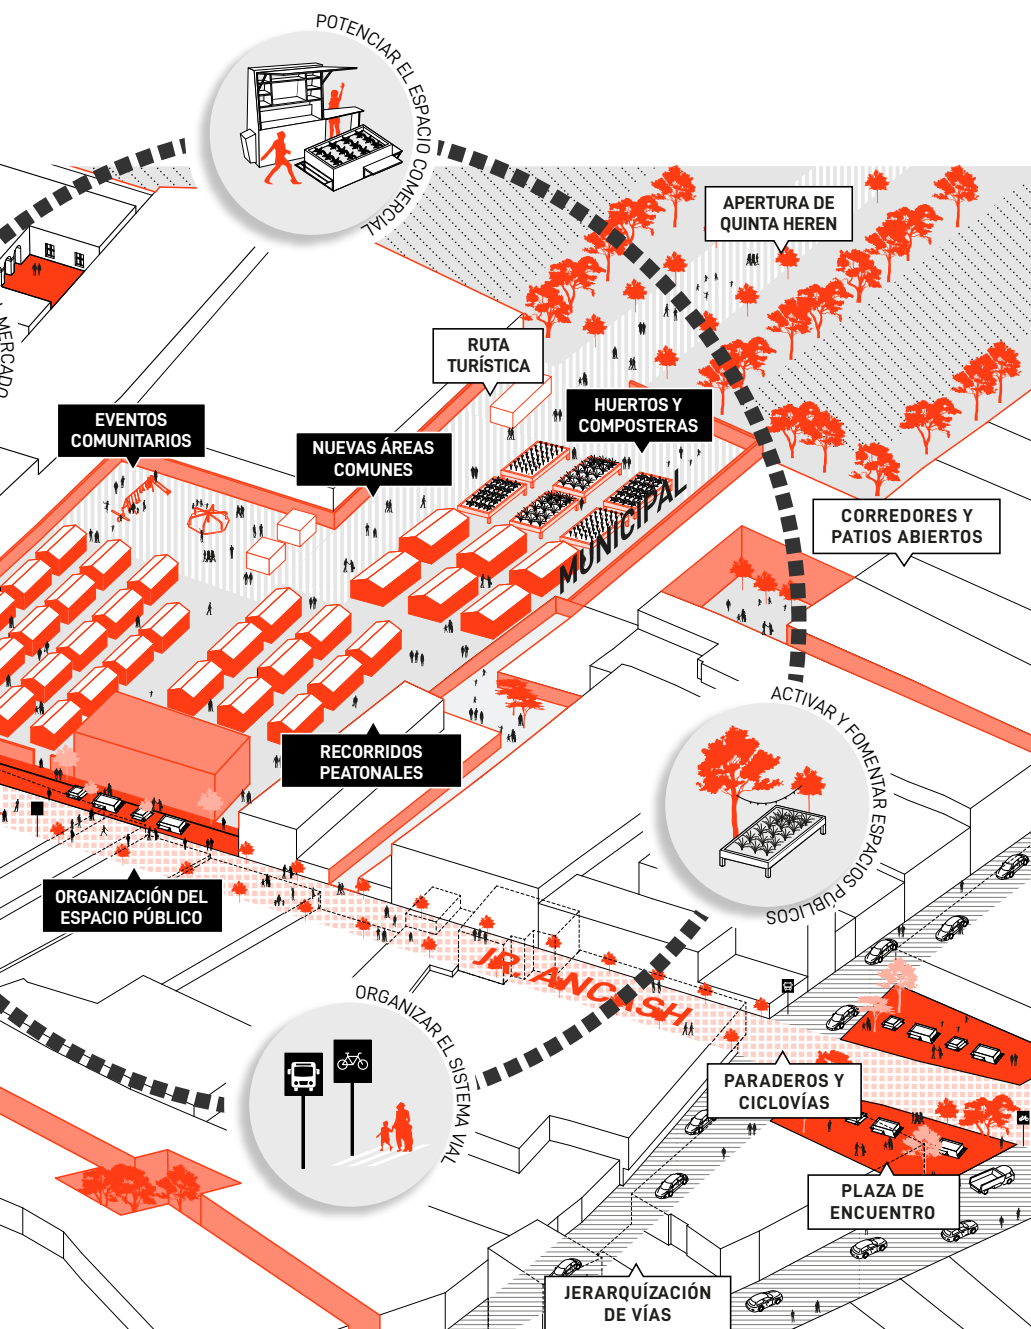 POTENCIAR EL ESPACIO COMERCIAL
APERTURA DE
QUINTA HEREN
MERCADO
RUTA
TURÍSTICA
EVENTOS
COMUNITARIOS
HUERTOS Y
COMPOSTERAS
NUEVAS ÁREAS
COMUNES
MUNICIPAL
CORREDORES Y
PATIOS ABIERTOS
ACTIVAR Y FOMENTAR ESPACIOS PÚBLICOS
RECORRIDOS
PEATONALES
ORGANIZACIÓN DEL
ESPACIO PÚBLICO
JR. ANCASH
ORGANIZAR EL SISTEMA VIAL
PARADEROS Y
CICLOVÍAS
PLAZA DE
ENCUENTRO
JERARQUÍZACIÓN
DE VÍAS